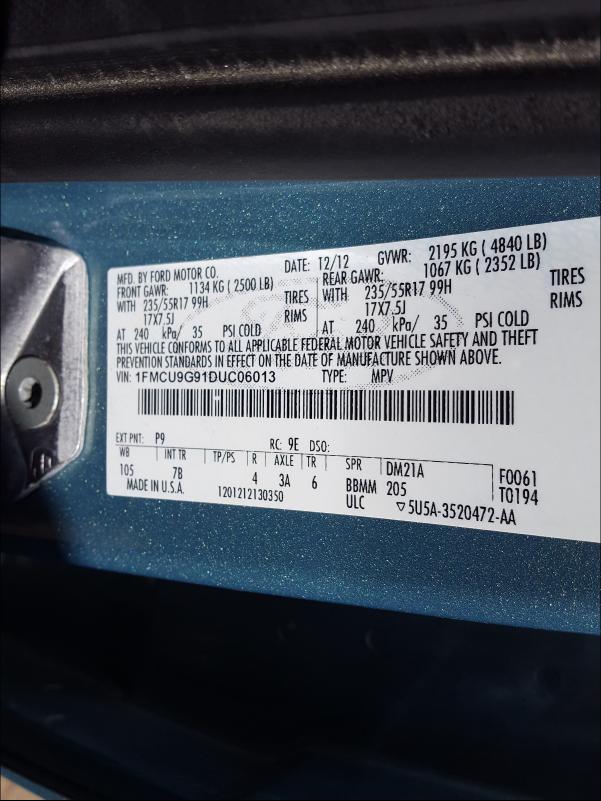 MFD. BY FORD MOTOR CO. DATE: 12/12 GVWR: 2195 KG ( 4840 LB)
FRONT GAWR: 1134 KG ( 2500 LB) REAR GAWR: 1067 KG ( 2352 LB)
WITH 235/55R17 99H TIRES WITH 235/55R17 99H TIRES
17X7.5J RIMS 17X7.5J RIMS
AT 240 kPa/ 35 PSI COLD AT 240 kPa/ 35 PSI COLD
THIS VEHICLE CONFORMS TO ALL APPLICABLE FEDERAL MOTOR VEHICLE SAFETY AND THEFT
PREVENTION STANDARDS IN EFFECT ON THE DATE OF MANUFACTURE SHOWN ABOVE.
VIN: 1FMCU9G91DUC06013 TYPE: MPV
EXT PNT: P9 RC: 9E DSO:
WB INT TR TP/PS R AXLE TR SPR DM21A F0061
105 7B 4 3A 6 BBMM 205 T0194
MADE IN U.S.A. 1201212130350 ULC ▽5U5A-3520472-AA